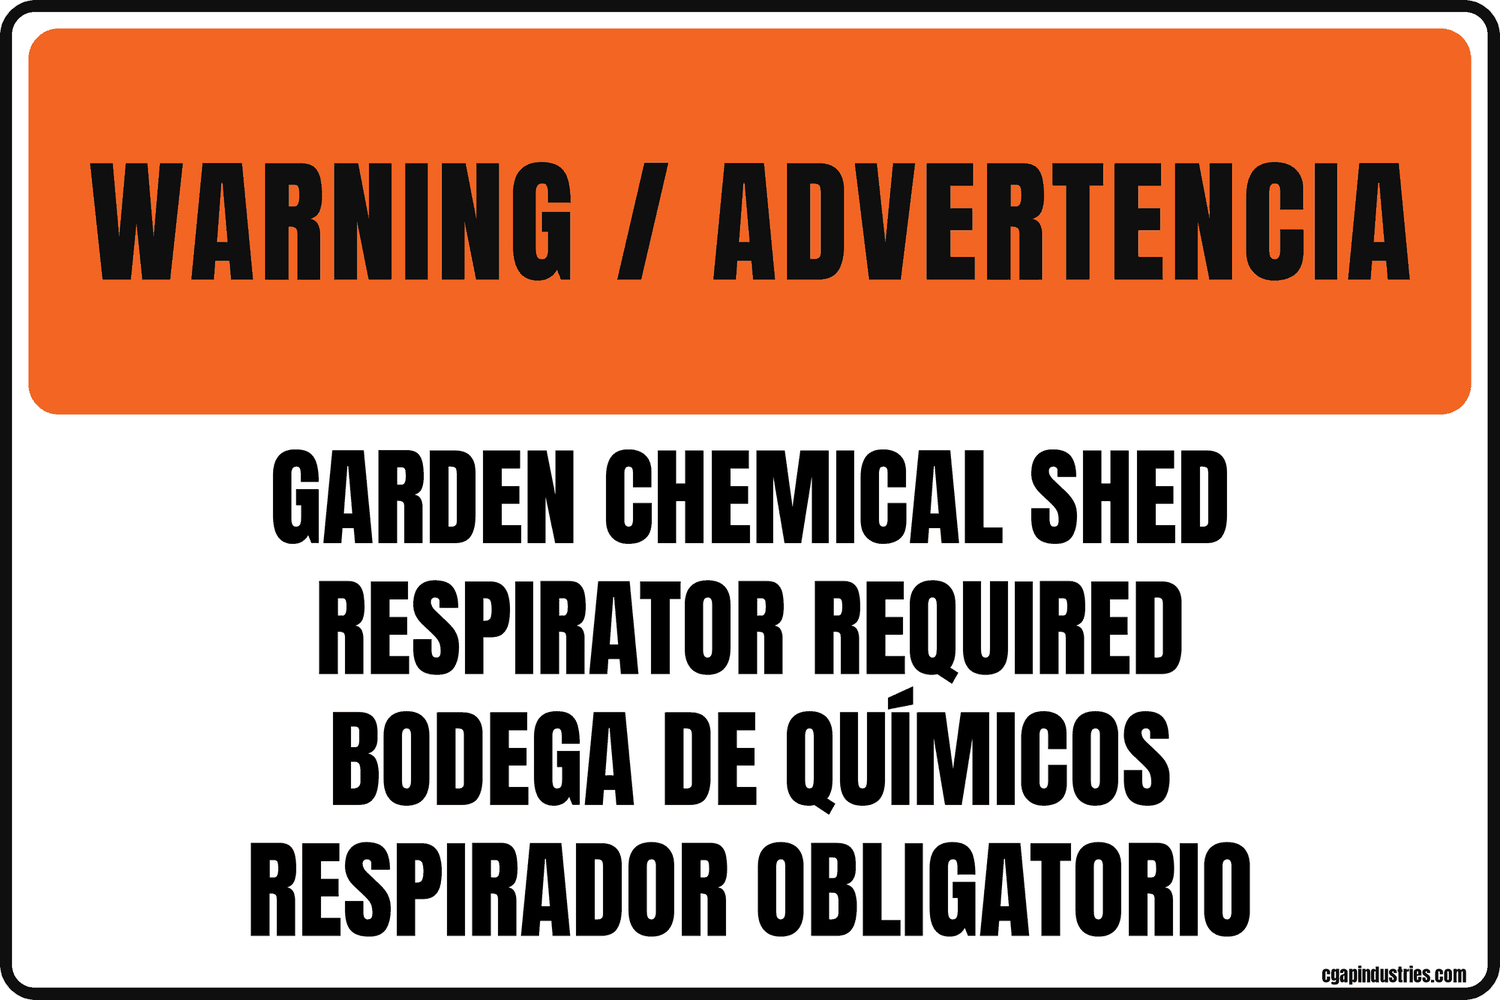 WARNING / ADVERTENCIA
GARDEN CHEMICAL SHED
RESPIRATOR REQUIRED
BODEGA DE QUÍMICOS
RESPIRADOR OBLIGATORIO
cgapindustries.com